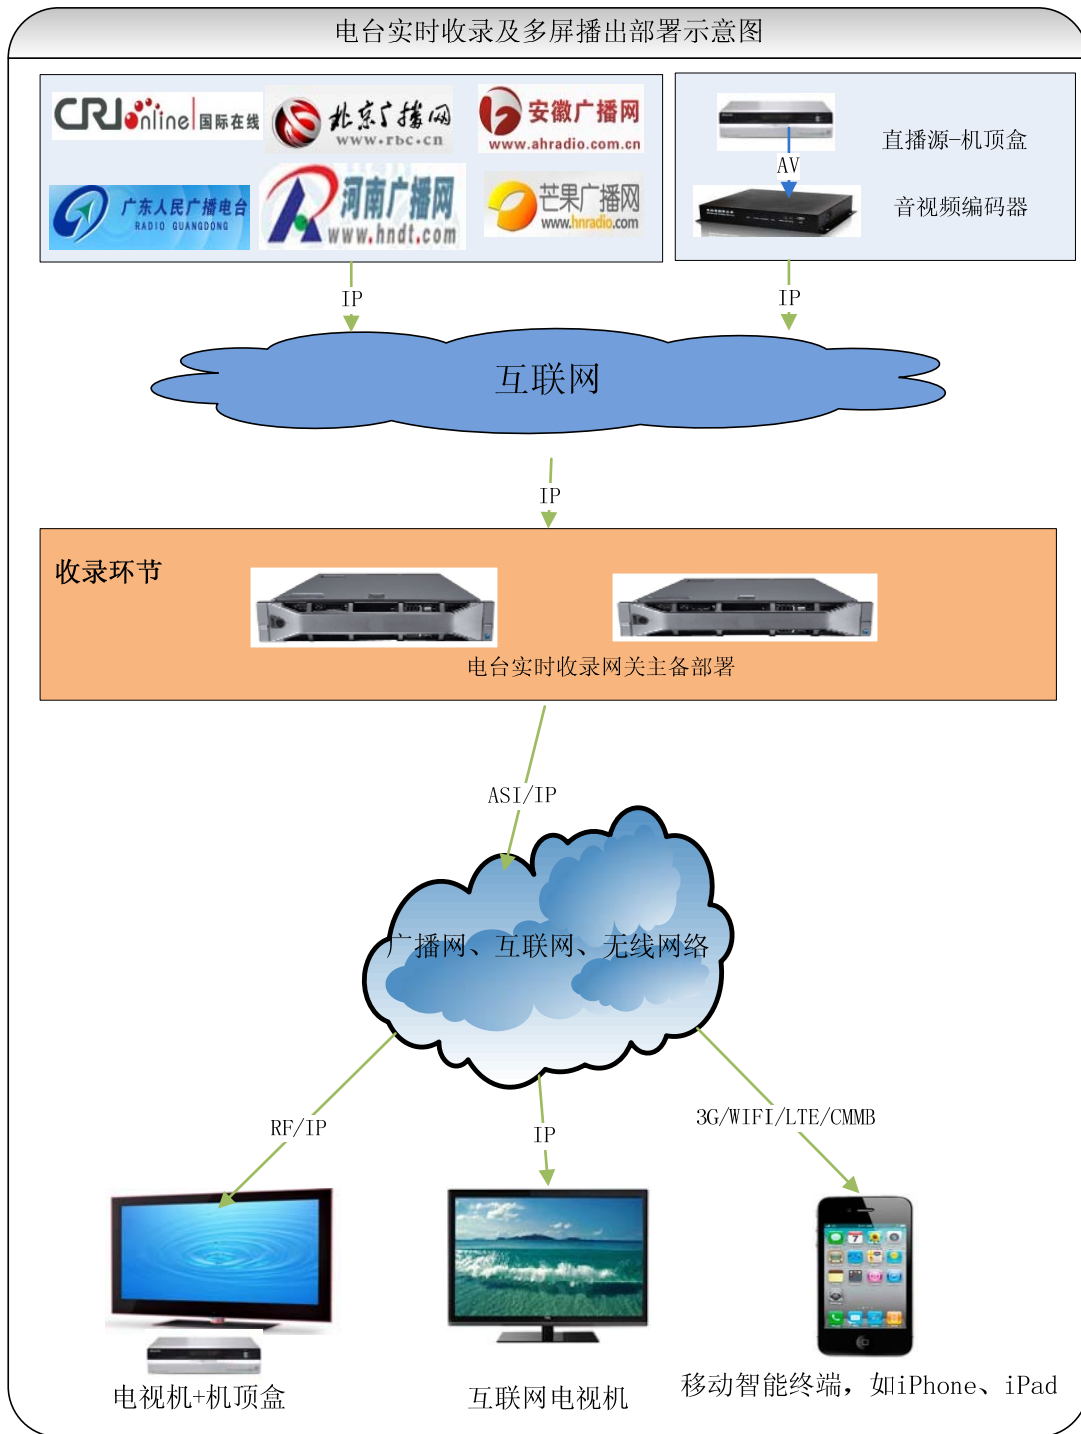 电台实时收录及多屏播出部署示意图
CRI online 国际在线
北京广播网
www.rbc.cn
安徽广播网
www.ahradio.com.cn
广东人民广播电台
RADIO GUANGDONG
河南广播网
www.hndt.com
芒果广播网
www.hnradio.com
直播源-机顶盒
AV
音视频编码器
IP
IP
互联网
IP
收录环节
电台实时收录网关主备部署
ASI/IP
广播网、互联网、无线网络
RF/IP
IP
3G/WIFI/LTE/CMMB
电视机+机顶盒
互联网电视机
移动智能终端，如iPhone、iPad